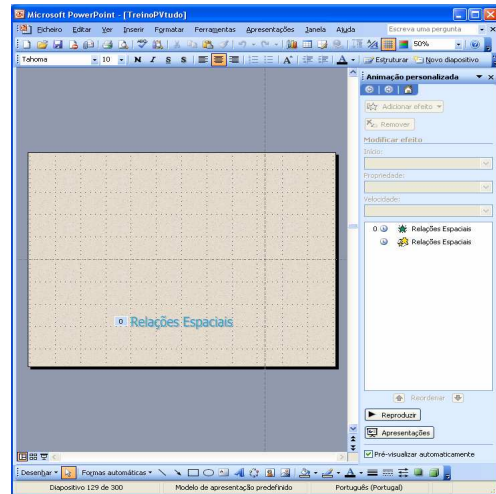 Microsoft PowerPoint - [TreinoPVtudo]
Ficheiro Editar Ver Inserir Formatar Ferramentas Apresentações Janela Ajuda Escreva uma pergunta
50%
Tahoma 10 N I S S A Estruturar Novo diapositivo
Animação personalizada
Adicionar efeito
Remover
Modificar efeito
Início:
Propriedade:
Velocidade:
0 Relações Espaciais
Relações Espaciais
0 Relações Espaciais
Reordenar
Reproduzir
Apresentações
Pré-visualizar automaticamente
Desenhar Formas automáticas
Diapositivo 129 de 300 Modelo de apresentação predefinido Português (Portugal)